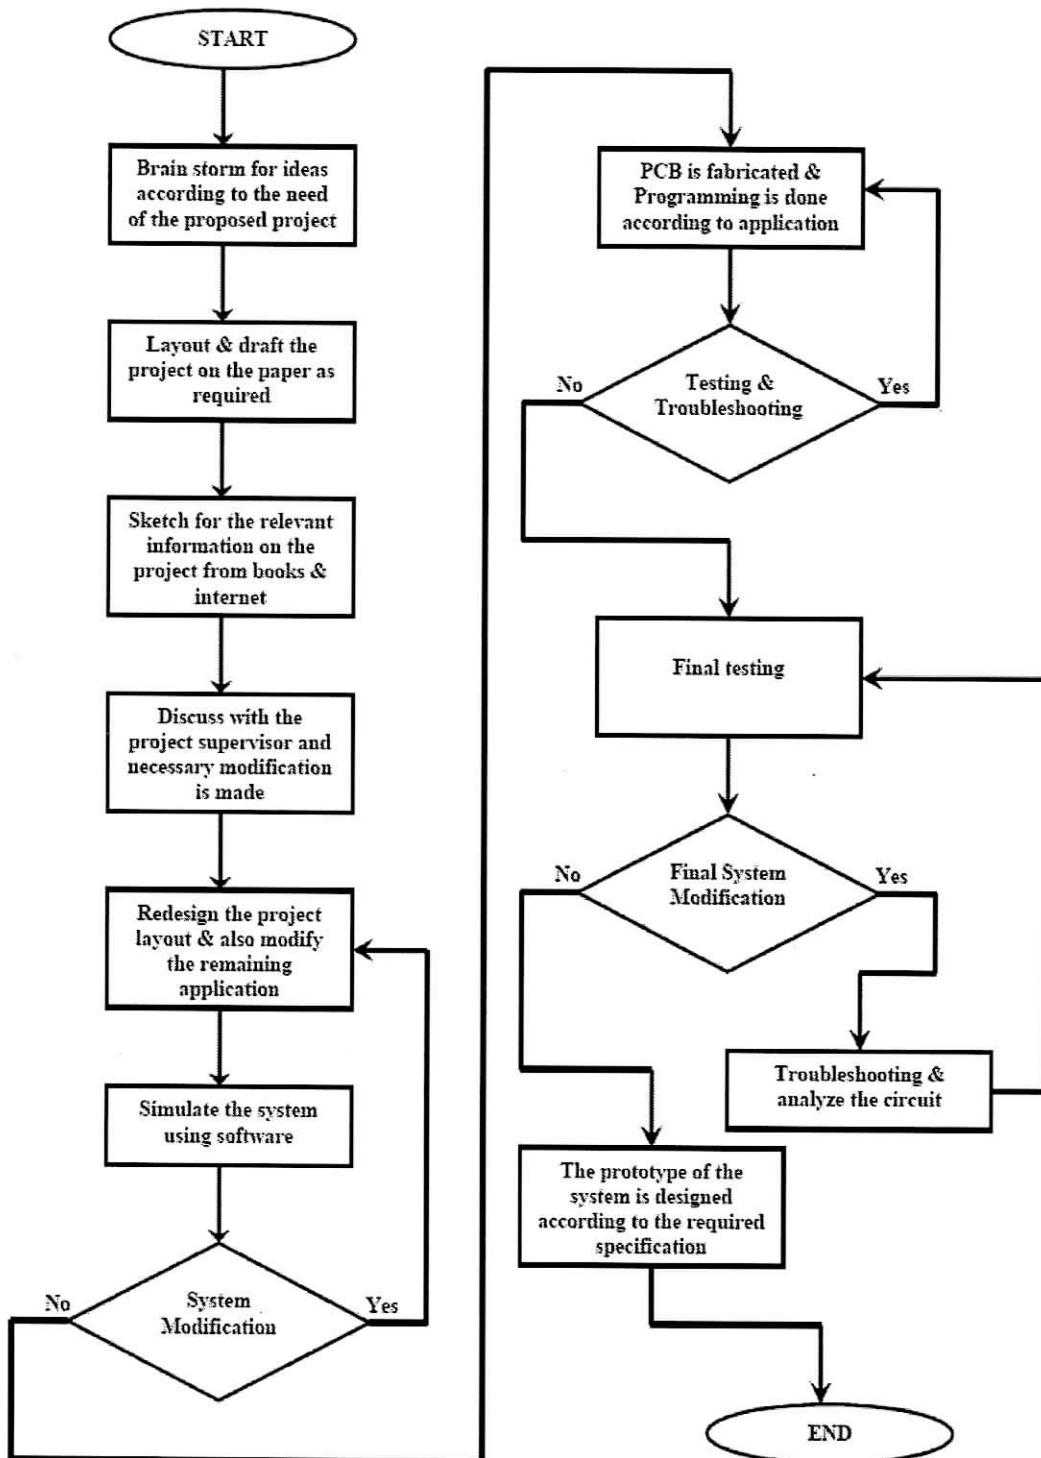 START
Brain storm for ideas
according to the need
of the proposed project
Layout & draft the
project on the paper as
required
Sketch for the relevant
information on the
project from books &
internet
Discuss with the
project supervisor and
necessary modification
is made
Redesign the project
layout & also modify
the remaining
application
Simulate the system
using software
No
System
Modification
Yes
PCB is fabricated &
Programming is done
according to application
No
Testing &
Troubleshooting
Yes
Final testing
No
Final System
Modification
Yes
Troubleshooting &
analyze the circuit
The prototype of the
system is designed
according to the required
specification
END